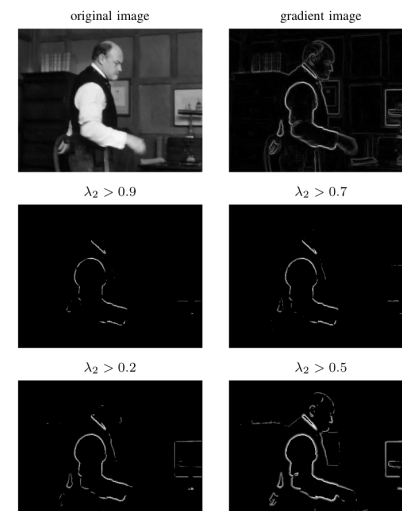 original image
gradient image
λ₂ > 0.9
λ₂ > 0.7
λ₂ > 0.2
λ₂ > 0.5